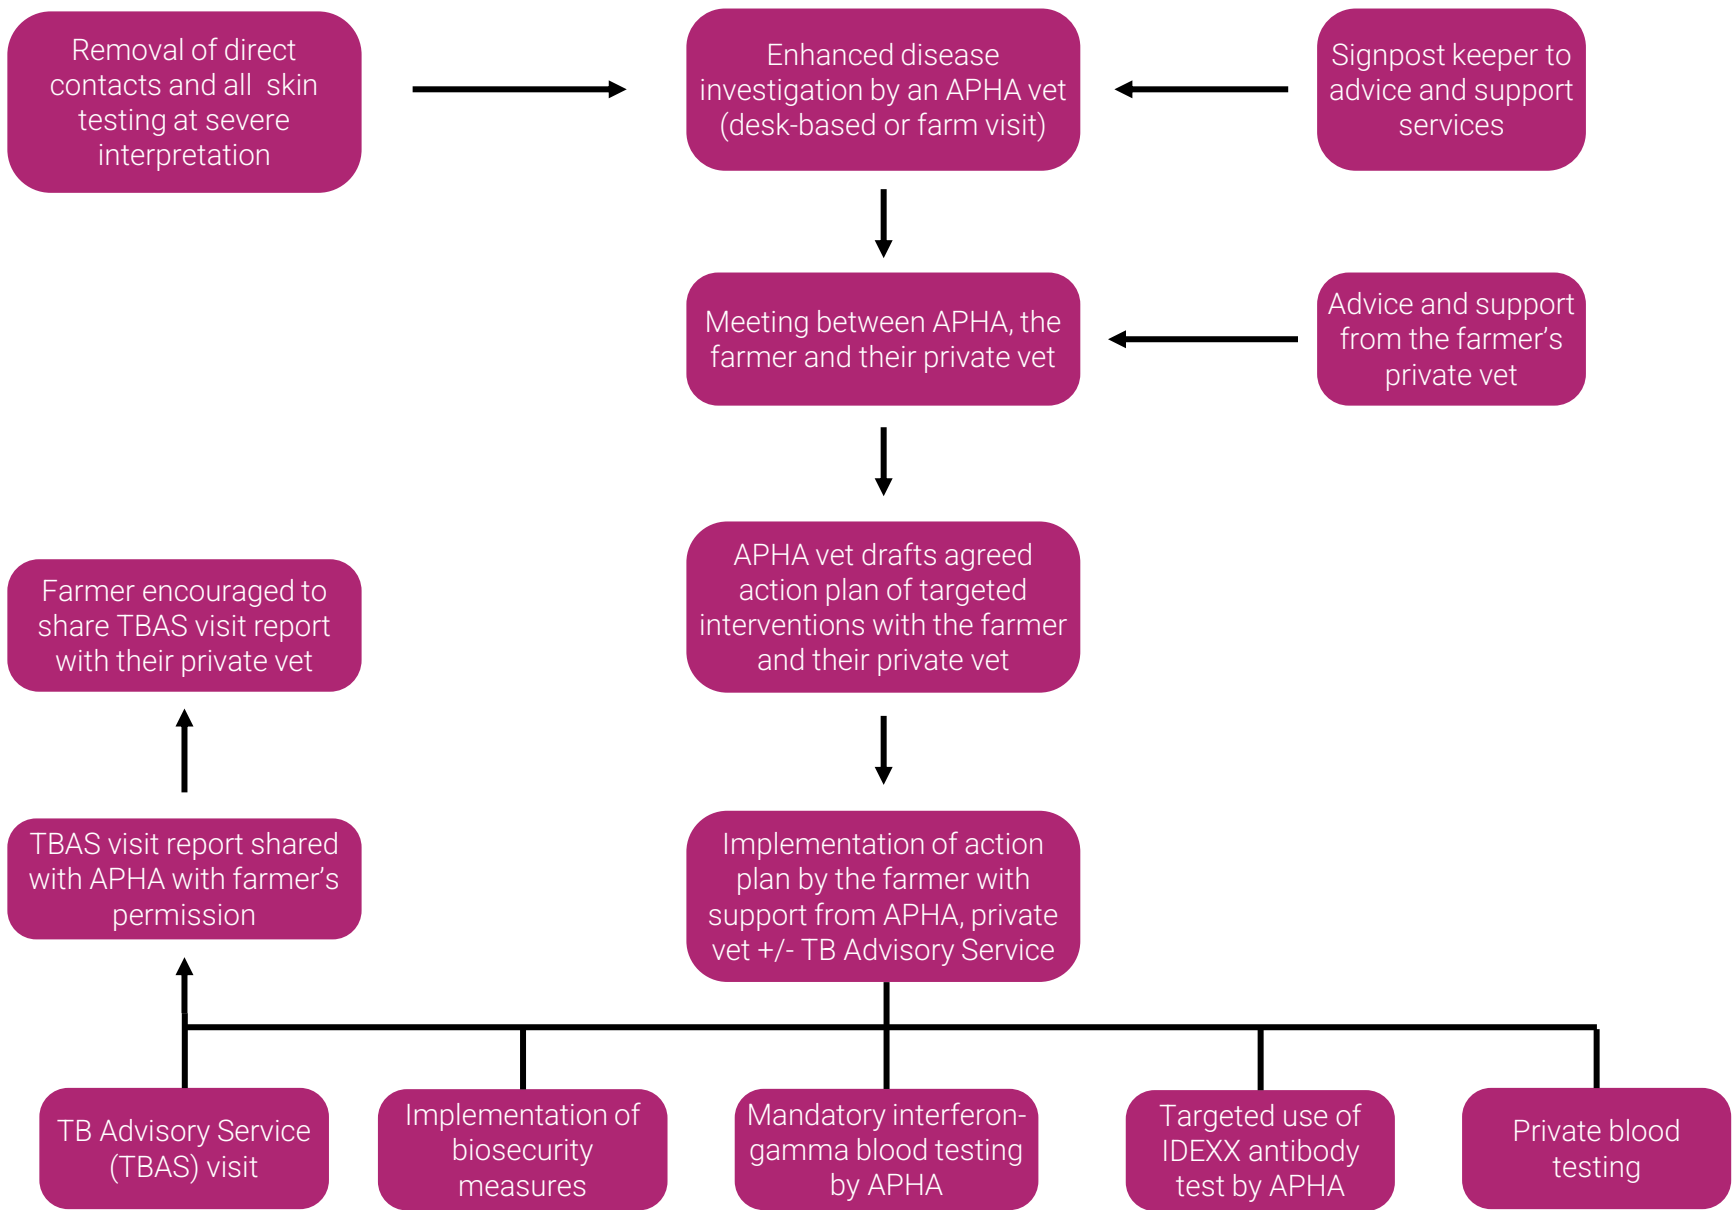 Removal of direct
contacts and all skin
testing at severe
interpretation
Enhanced disease
investigation by an APHA vet
(desk-based or farm visit)
Signpost keeper to
advice and support
services
Meeting between APHA, the
farmer and their private vet
Advice and support
from the farmer’s
private vet
APHA vet drafts agreed
action plan of targeted
interventions with the farmer
and their private vet
Farmer encouraged to
share TBAS visit report
with their private vet
TBAS visit report shared
with APHA with farmer’s
permission
Implementation of action
plan by the farmer with
support from APHA, private
vet +/- TB Advisory Service
TB Advisory Service
(TBAS) visit
Implementation of
biosecurity
measures
Mandatory interferon-
gamma blood testing
by APHA
Targeted use of
IDEXX antibody
test by APHA
Private blood
testing